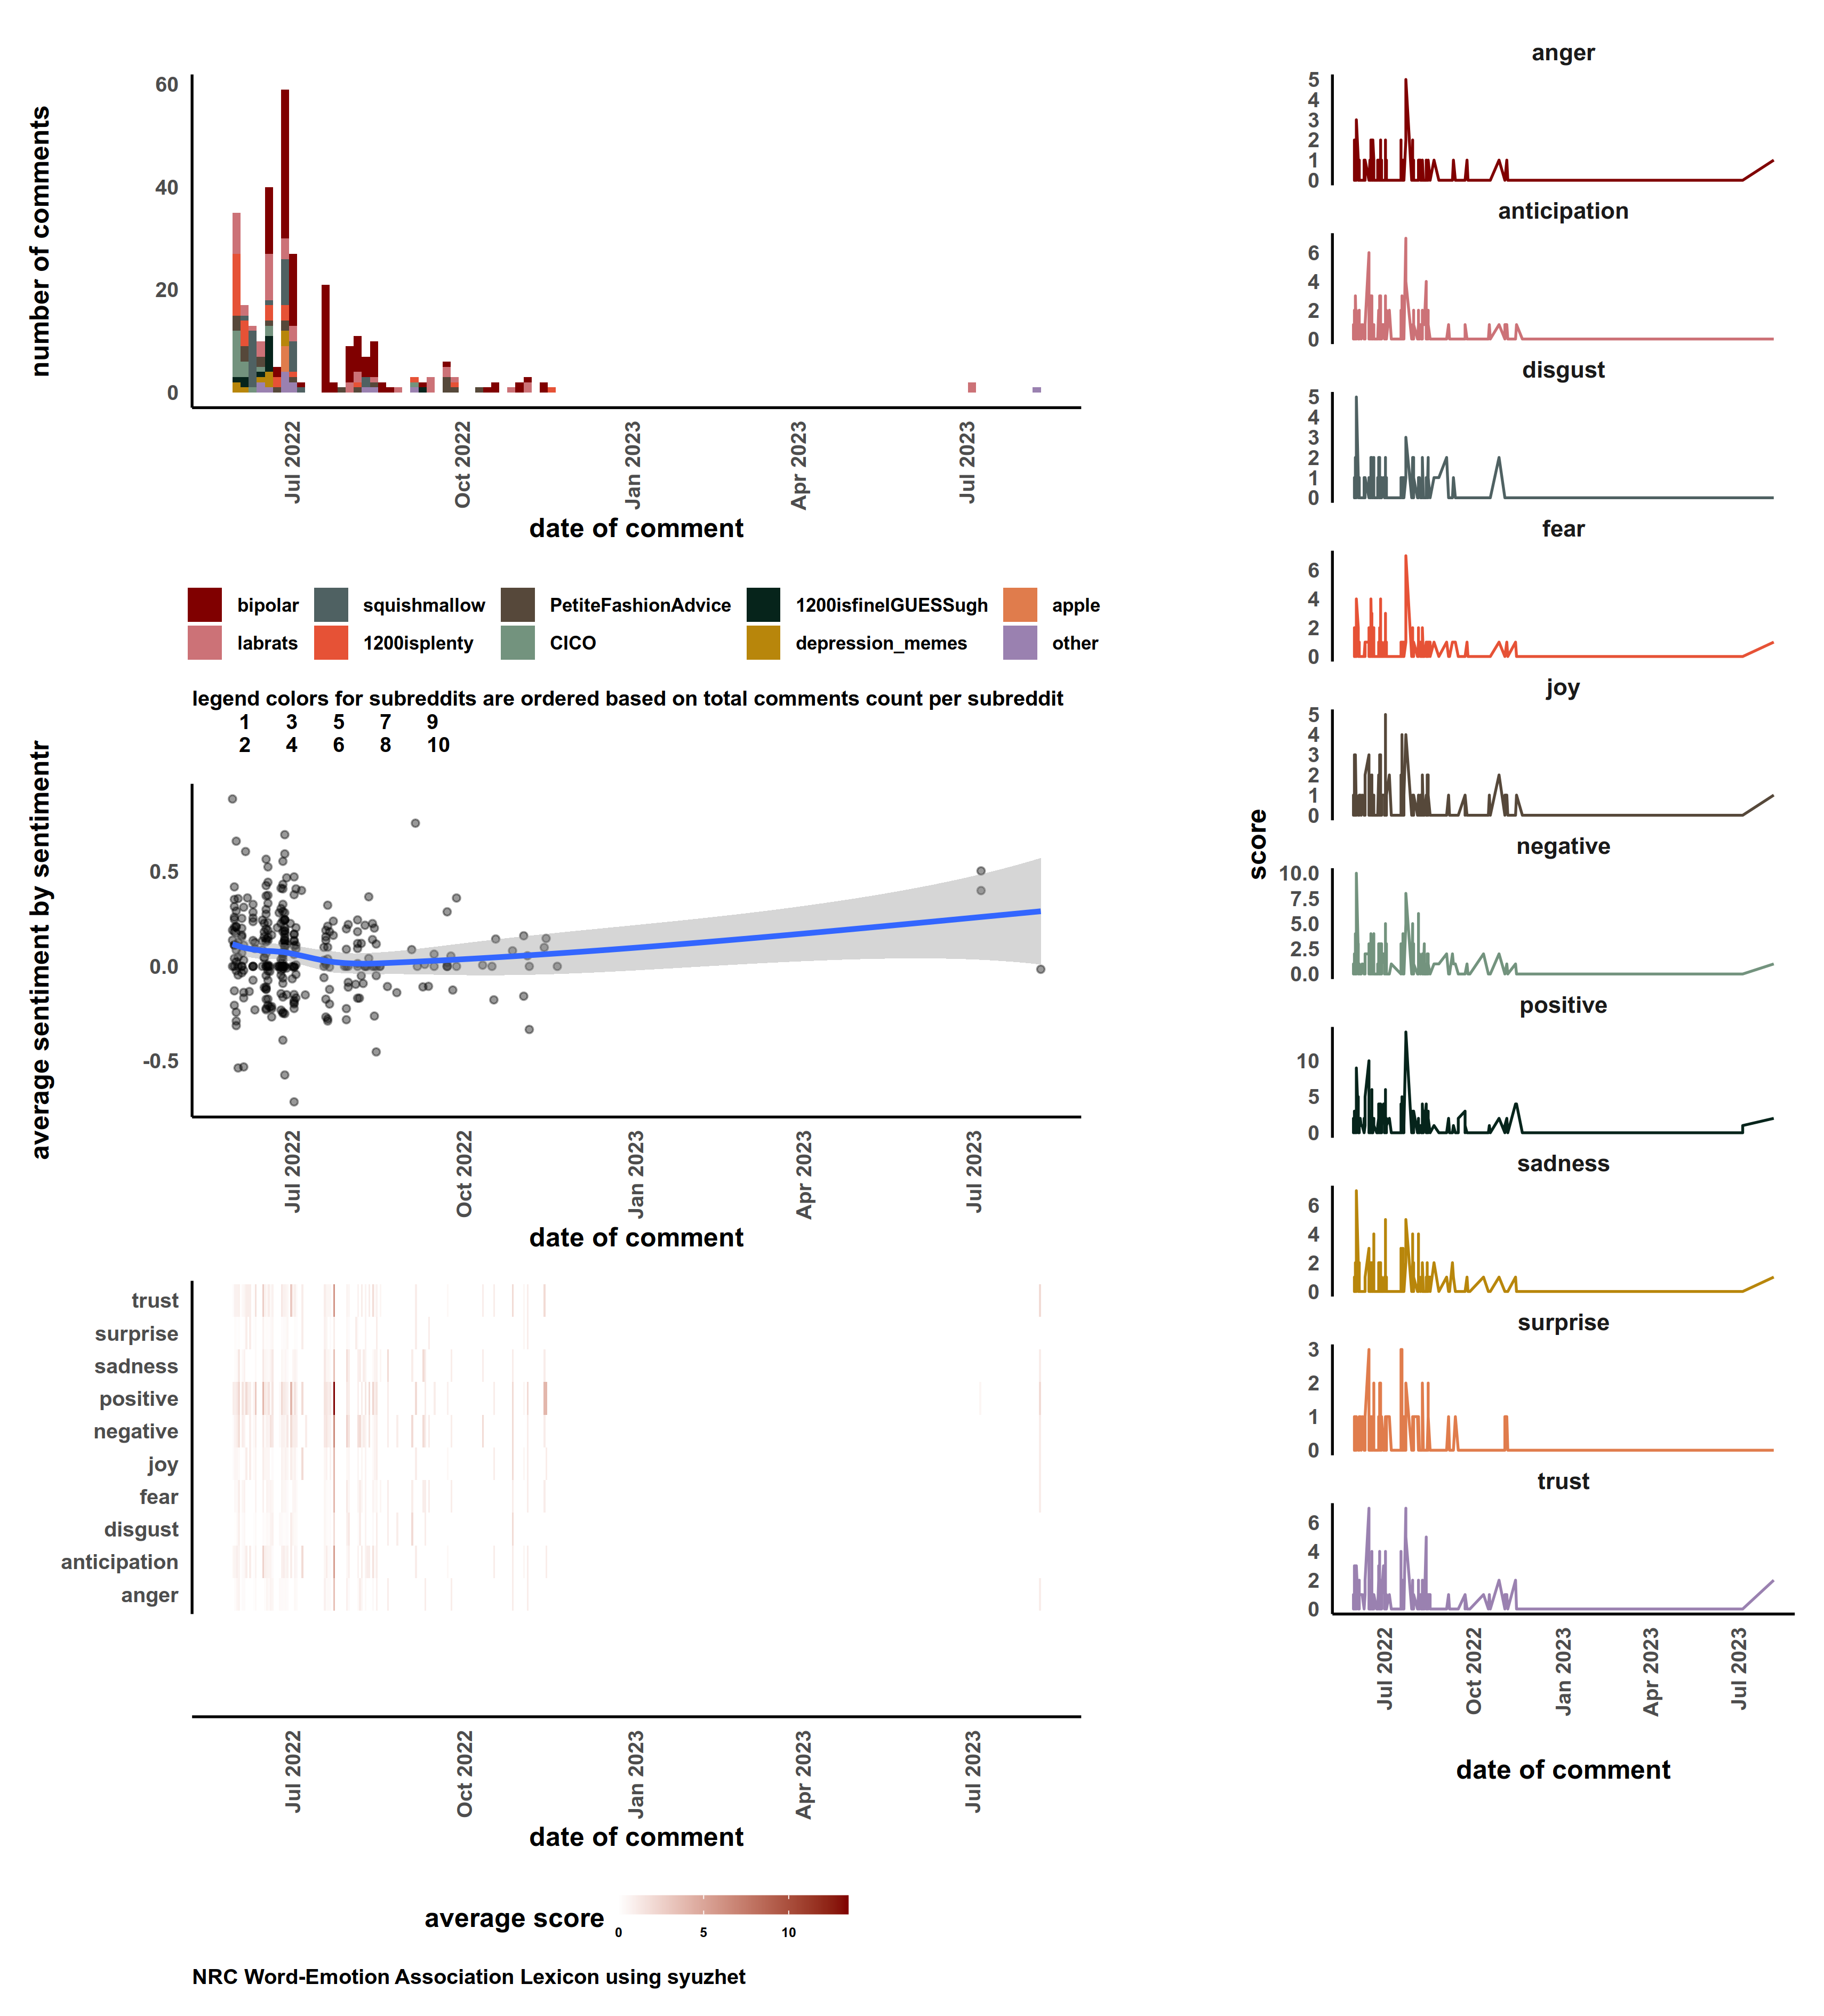 number of comments
60
40
20
0
Jul 2022
Oct 2022
Jan 2023
Apr 2023
Jul 2023
date of comment
bipolar squishmallow PetiteFashionAdvice 1200isfineIGUESSugh apple
labrats 1200isplenty CICO depression_memes other
legend colors for subreddits are ordered based on total comments count per subreddit
1 3 5 7 9
2 4 6 8 10
average sentiment by sentimentr
0.5
0.0
-0.5
Jul 2022
Oct 2022
Jan 2023
Apr 2023
Jul 2023
date of comment
trust
surprise
sadness
positive
negative
joy
fear
disgust
anticipation
anger
Jul 2022
Oct 2022
Jan 2023
Apr 2023
Jul 2023
date of comment
average score
0 5 10
NRC Word-Emotion Association Lexicon using syuzhet
score
anger
5
4
3
2
1
0
anticipation
6
4
2
0
disgust
5
4
3
2
1
0
fear
6
4
2
0
joy
5
4
3
2
1
0
negative
10.0
7.5
5.0
2.5
0.0
positive
10
5
0
sadness
6
4
2
0
surprise
3
2
1
0
trust
6
4
2
0
Jul 2022
Oct 2022
Jan 2023
Apr 2023
Jul 2023
date of comment